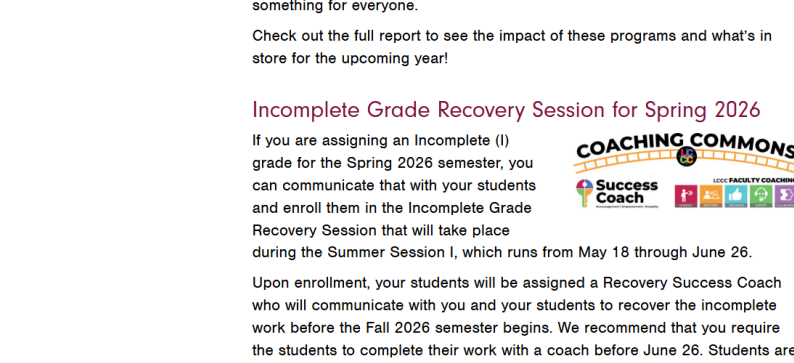 something for everyone.
Check out the full report to see the impact of these programs and what's in
store for the upcoming year!
Incomplete Grade Recovery Session for Spring 2026
If you are assigning an Incomplete (I)
grade for the Spring 2026 semester, you
can communicate that with your students
and enroll them in the Incomplete Grade
Recovery Session that will take place
during the Summer Session I, which runs from May 18 through June 26.
COACHING COMMONS
LCCC FACULTY COACHING
Success
Coach
Upon enrollment, your students will be assigned a Recovery Success Coach
who will communicate with you and your students to recover the incomplete
work before the Fall 2026 semester begins. We recommend that you require
the students to complete their work with a coach before June 26. Students are